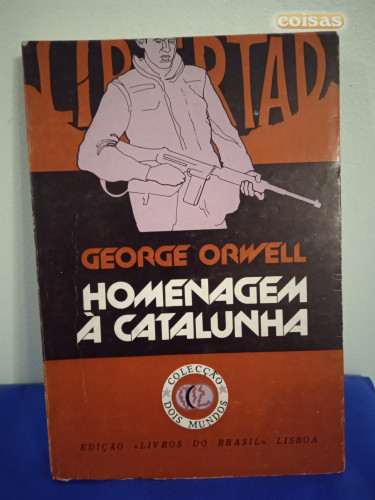 coisas
LIBERTAD
GEORGE ORWELL
HOMENAGEM
À CATALUNHA
COLECÇÃO
DOIS MUNDOS
EDIÇÃO «LIVROS DO BRASIL» LISBOA